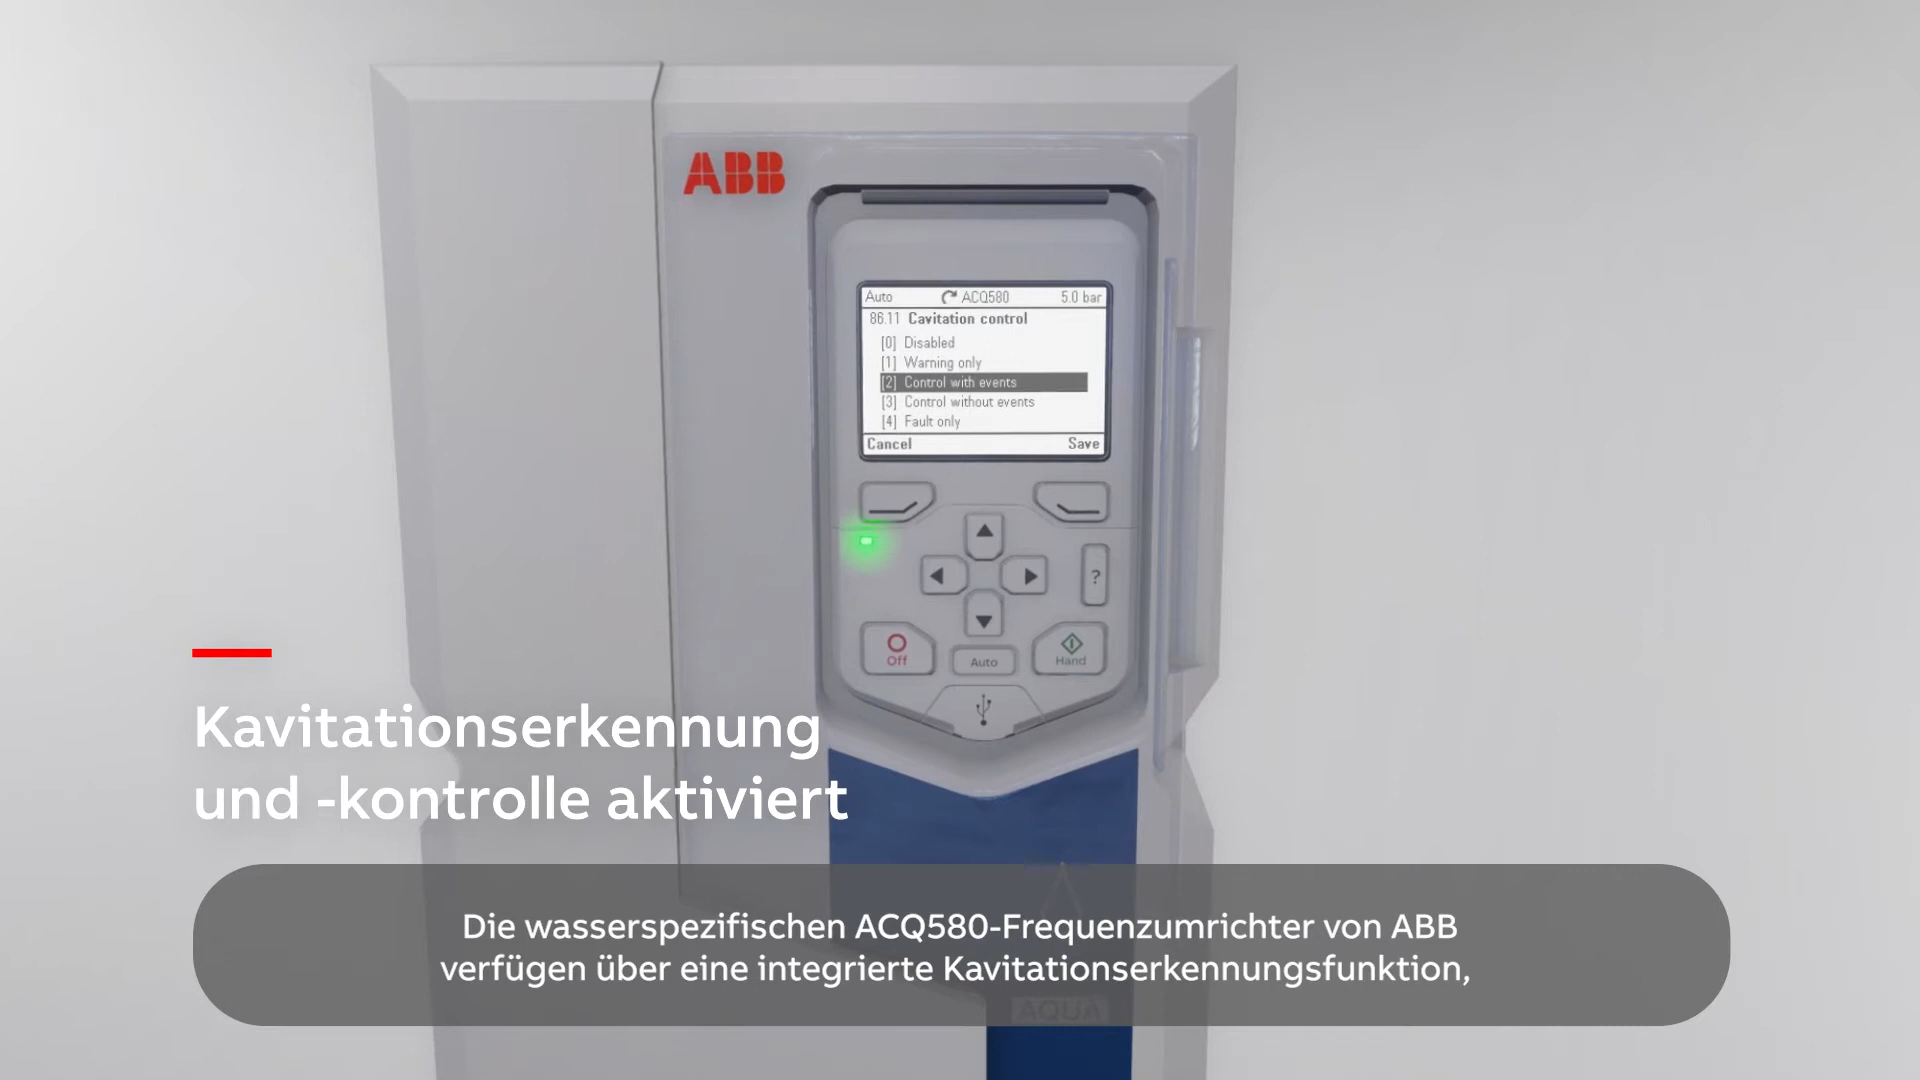 ABB
Auto ACQ580 5.0 bar
86.11 Cavitation control
[0] Disabled
[1] Warning only
[2] Control with events
[3] Control without events
[4] Fault only
Cancel Save
?
Off
Auto
Hand
Kavitationserkennung
und -kontrolle aktiviert
Die wasserspezifischen ACQ580-Frequenzumrichter von ABB
verfügen über eine integrierte Kavitationserkennungsfunktion,
AQUA